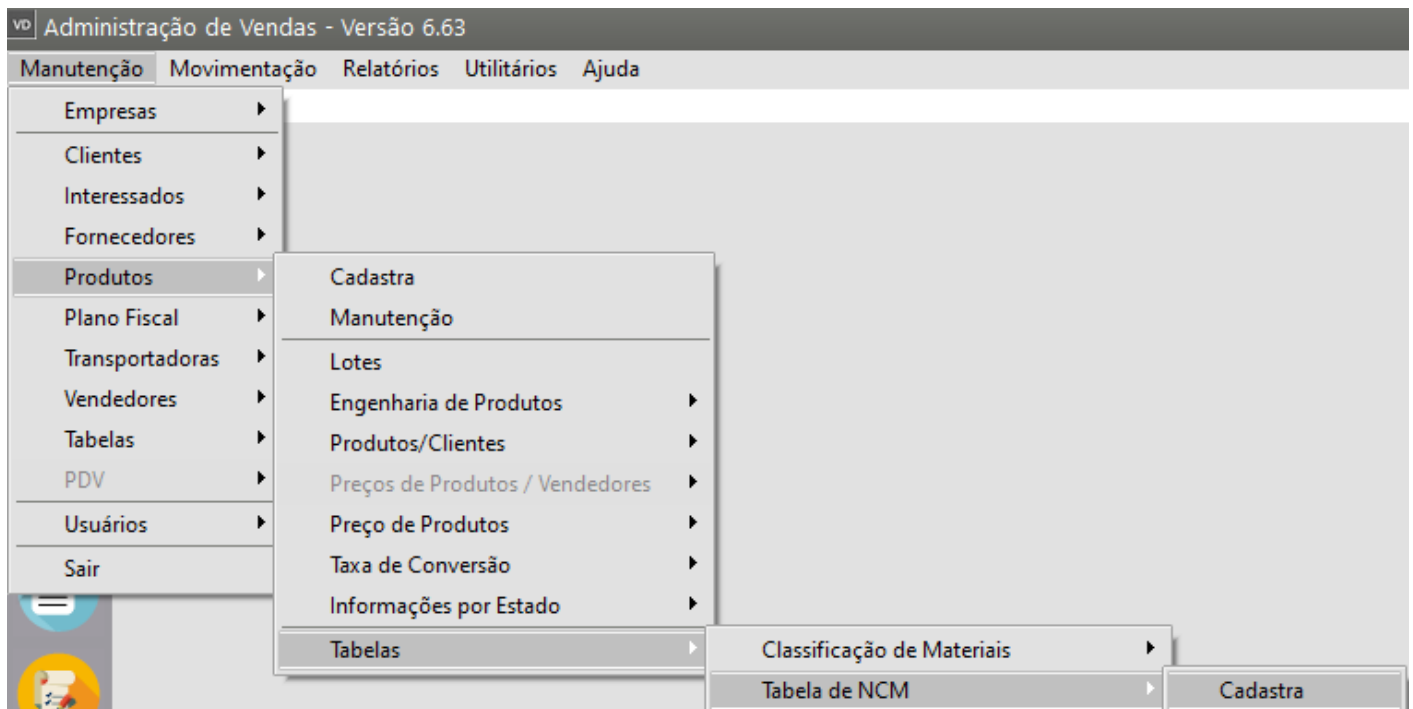 VD Administração de Vendas - Versão 6.63
Manutenção Movimentação Relatórios Utilitários Ajuda
Empresas
Clientes
Interessados
Fornecedores
Produtos
Plano Fiscal
Transportadoras
Vendedores
Tabelas
PDV
Usuários
Sair
Cadastra
Manutenção
Lotes
Engenharia de Produtos
Produtos/Clientes
Preços de Produtos / Vendedores
Preço de Produtos
Taxa de Conversão
Informações por Estado
Tabelas
Classificação de Materiais
Tabela de NCM
Cadastra